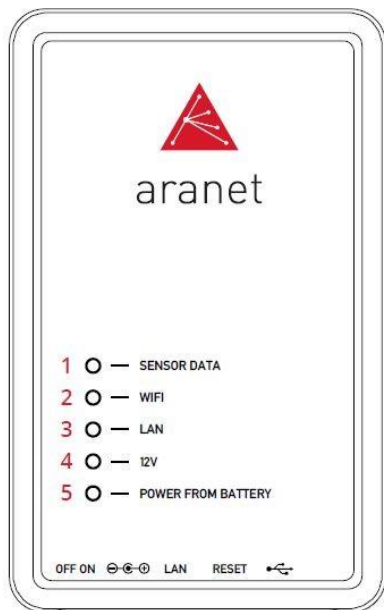 aranet
1 SENSOR DATA
2 WIFI
3 LAN
4 12V
5 POWER FROM BATTERY
OFF ON LAN RESET